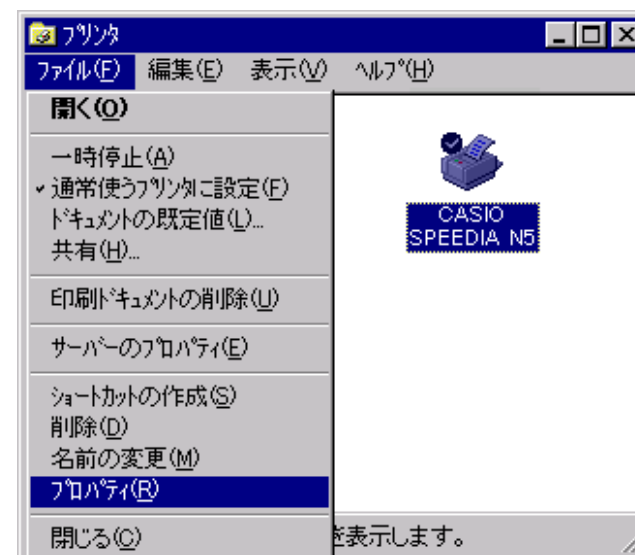 プリンタ
ファイル(F) 編集(E) 表示(V) ヘルプ(H)
開く(O)
一時停止(A)
通常使うプリンタに設定(F)
ドキュメントの既定値(L)...
共有(H)...
印刷ドキュメントの削除(U)
サーバーのプロパティ(E)
ショートカットの作成(S)
削除(D)
名前の変更(M)
プロパティ(R)
閉じる(C)
CASIO
SPEEDIA N5
を表示します。